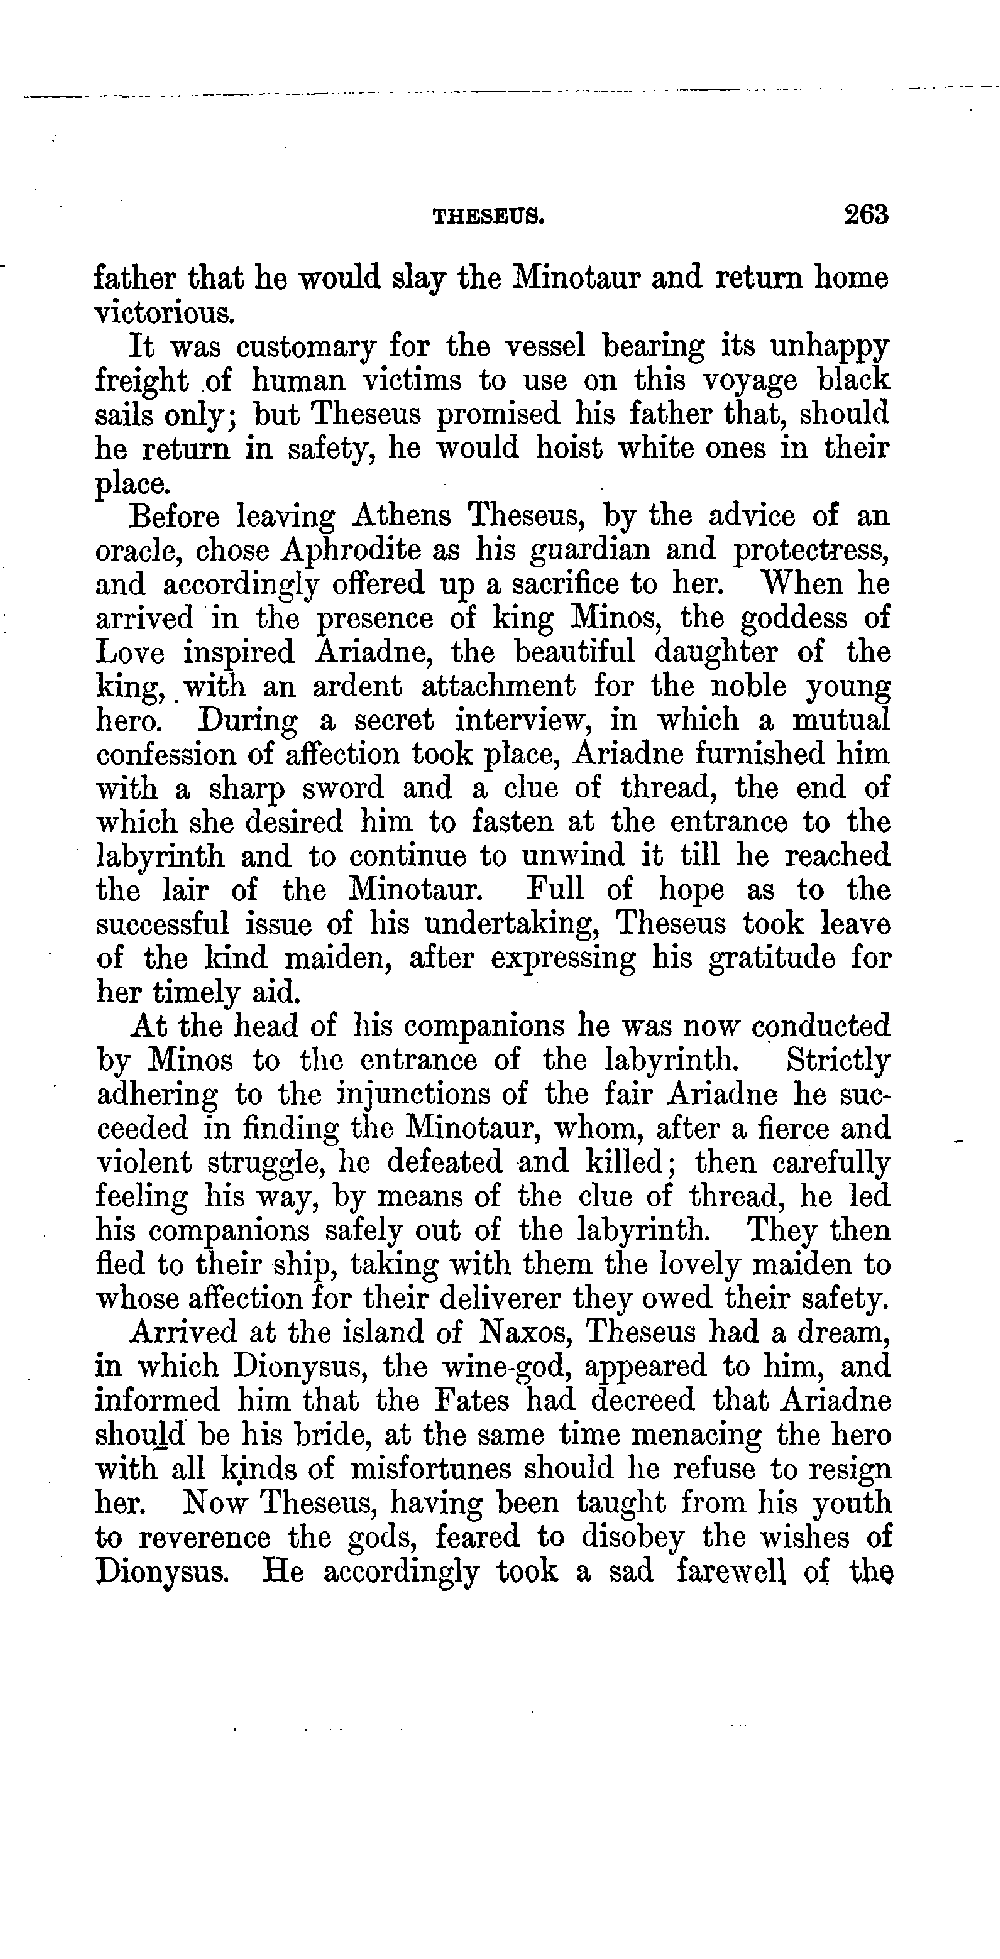 THESEUS. 263
father that he would slay the Minotaur and return home
victorious.
It was customary for the vessel bearing its unhappy
freight of human victims to use on this voyage black
sails only; but Theseus promised his father that, should
he return in safety, he would hoist white ones in their
place.
Before leaving Athens Theseus, by the advice of an
oracle, chose Aphrodite as his guardian and protectress,
and accordingly offered up a sacrifice to her. When he
arrived in the presence of king Minos, the goddess of
Love inspired Ariadne, the beautiful daughter of the
king, with an ardent attachment for the noble young
hero. During a secret interview, in which a mutual
confession of affection took place, Ariadne furnished him
with a sharp sword and a clue of thread, the end of
which she desired him to fasten at the entrance to the
labyrinth and to continue to unwind it till he reached
the lair of the Minotaur. Full of hope as to the
successful issue of his undertaking, Theseus took leave
of the kind maiden, after expressing his gratitude for
her timely aid.
At the head of his companions he was now conducted
by Minos to the entrance of the labyrinth. Strictly
adhering to the injunctions of the fair Ariadne he suc-
ceeded in finding the Minotaur, whom, after a fierce and
violent struggle, he defeated and killed; then carefully
feeling his way, by means of the clue of thread, he led
his companions safely out of the labyrinth. They then
fled to their ship, taking with them the lovely maiden to
whose affection for their deliverer they owed their safety.
Arrived at the island of Naxos, Theseus had a dream,
in which Dionysus, the wine-god, appeared to him, and
informed him that the Fates had decreed that Ariadne
should be his bride, at the same time menacing the hero
with all kinds of misfortunes should he refuse to resign
her. Now Theseus, having been taught from his youth
to reverence the gods, feared to disobey the wishes of
Dionysus. He accordingly took a sad farewell of the